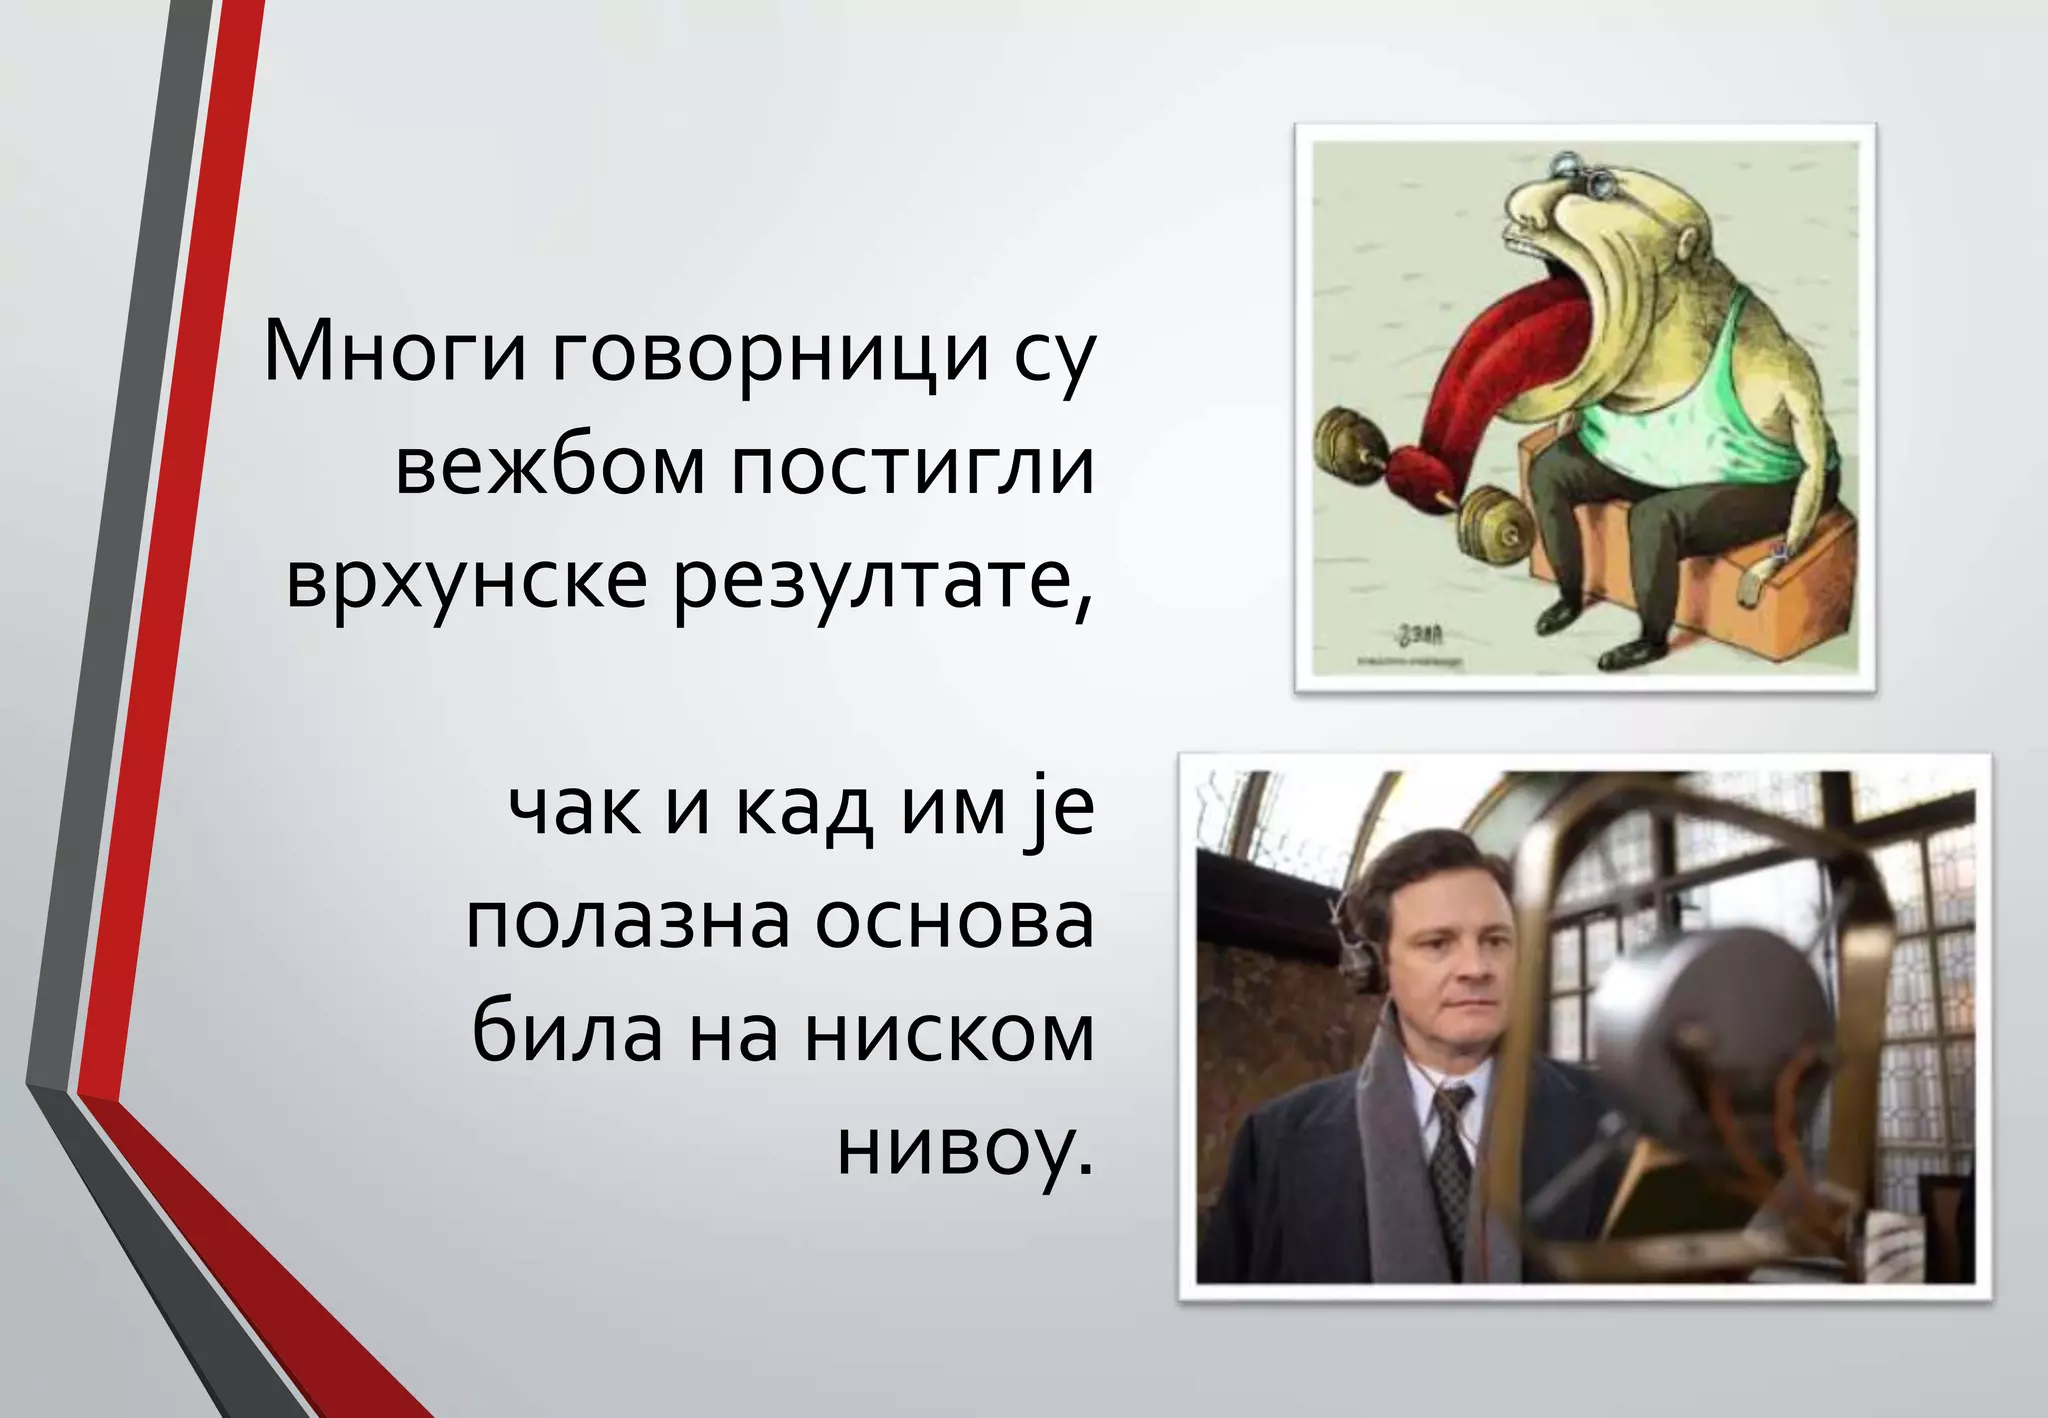 Многи говорници су
вежбом постигли
врхунске резултате,
чак и кад им је
полазна основа
била на ниском
нивоу.